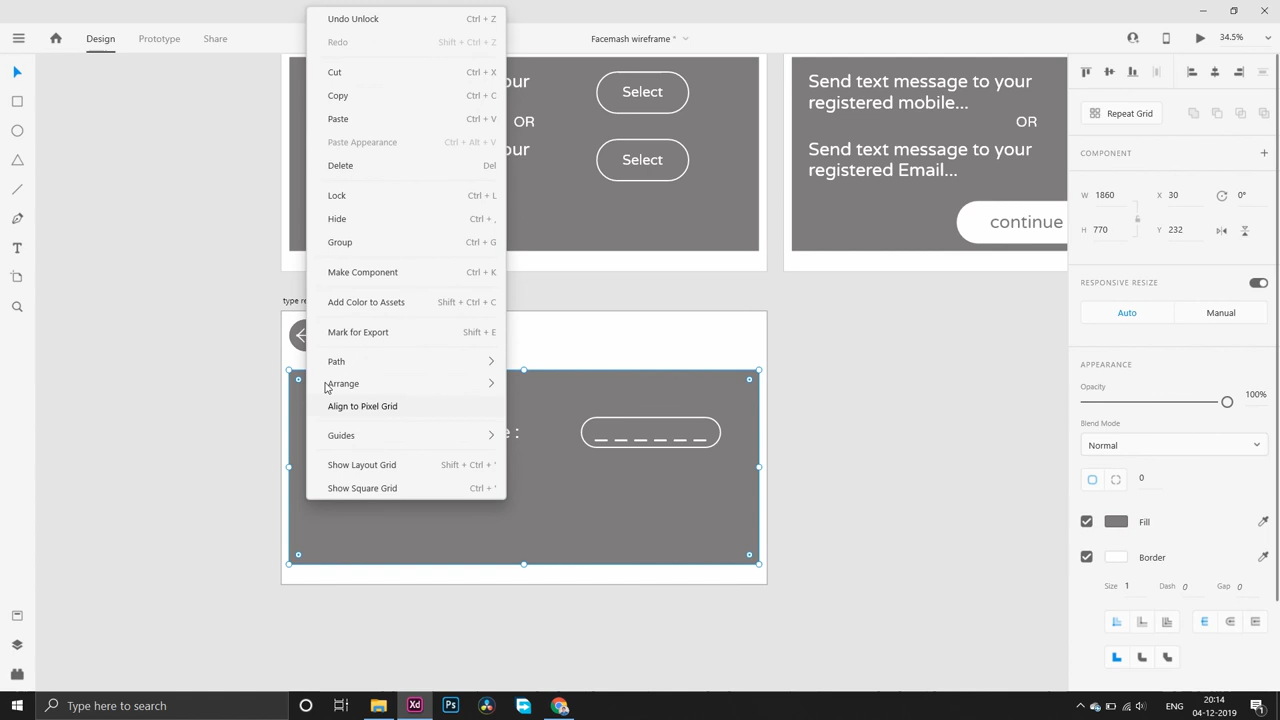 Design
Prototype
Share
Facemash wireframe *
34.5%
Undo Unlock Ctrl + Z
Redo Shift + Ctrl + Z
Cut Ctrl + X
Copy Ctrl + C
Paste Ctrl + V
Paste Appearance Ctrl + Alt + V
Delete Del
Lock Ctrl + L
Hide Ctrl + ,
Group Ctrl + G
Make Component Ctrl + K
Add Color to Assets Shift + Ctrl + C
Mark for Export Shift + E
Path
Arrange
Align to Pixel Grid
Guides
Show Layout Grid Shift + Ctrl + '
Show Square Grid Ctrl + '
our
Select
OR
our
Select
Send text message to your
registered mobile...
OR
Send text message to your
registered Email...
continue
type re
e :
_ _ _ _ _ _
Repeat Grid
COMPONENT
W 1860 X 30 0°
H 770 Y 232
RESPONSIVE RESIZE
Auto Manual
APPEARANCE
Opacity
100%
Blend Mode
Normal
0
Fill
Border
Size 1 Dash 0 Gap 0
Type here to search
Xd
Ps
ENG
20:14
04-12-2019
1